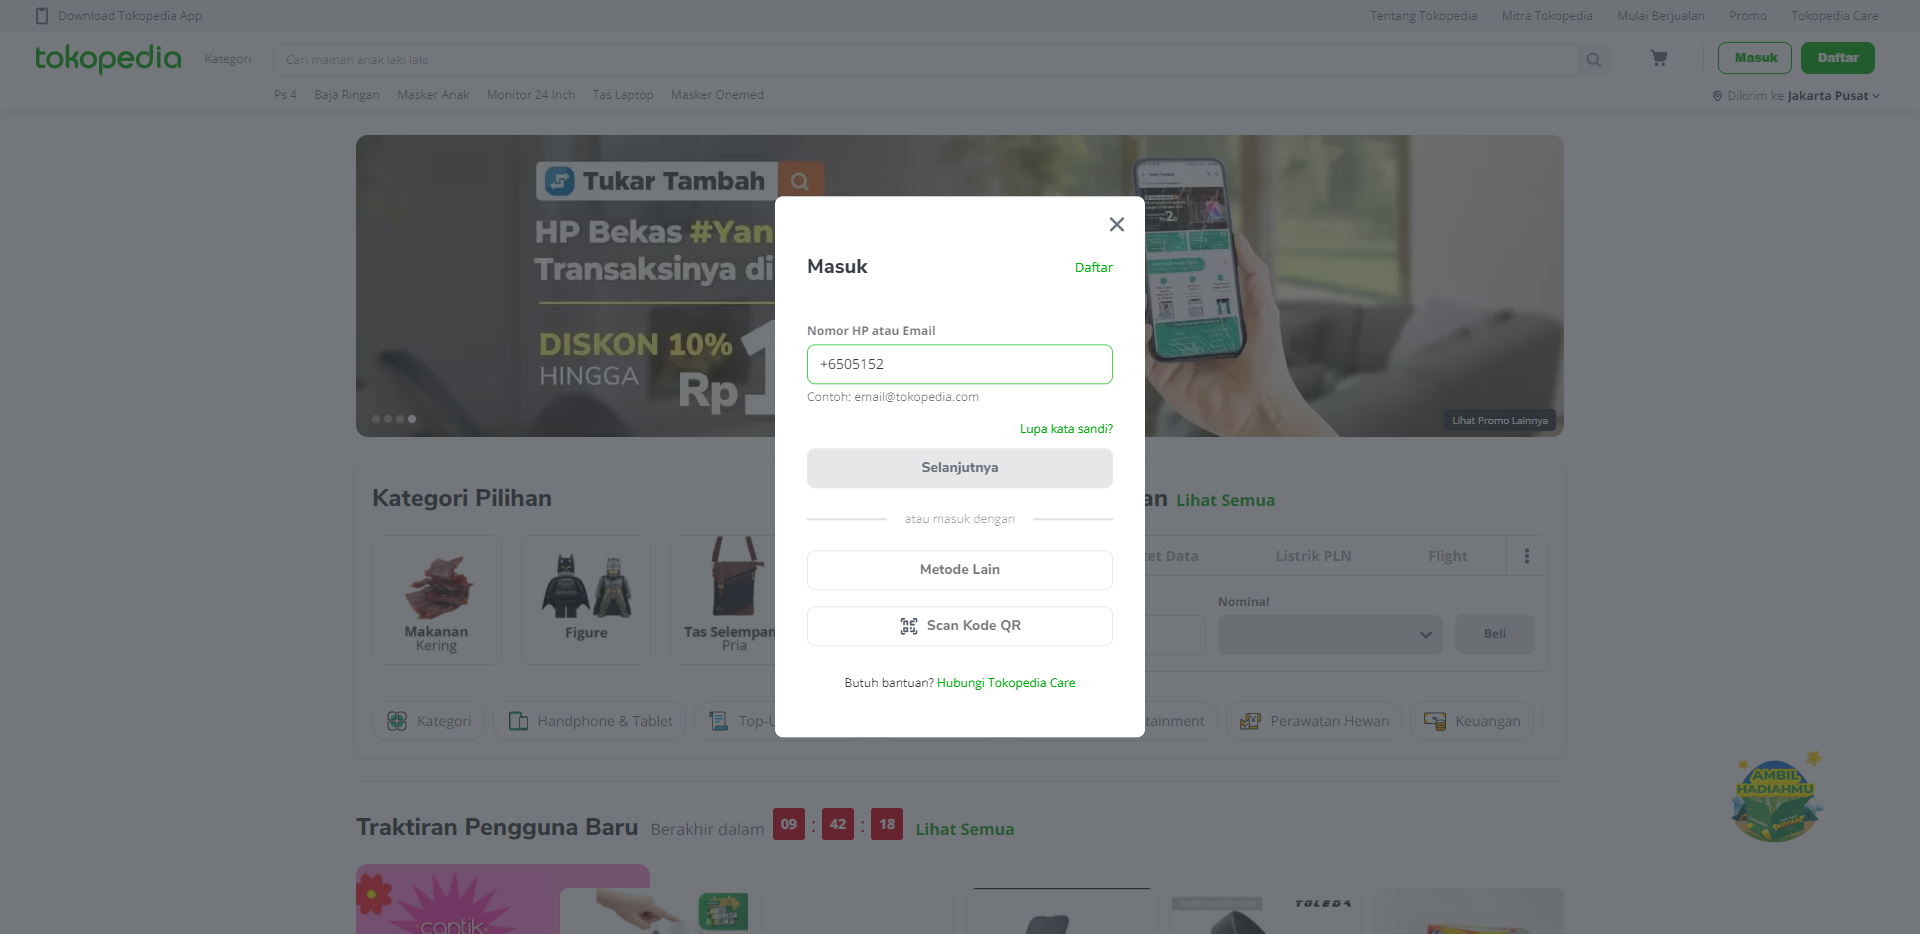 Download Tokopedia App
Tentang Tokopedia
Mitra Tokopedia
Mulai Berjualan
Promo
Tokopedia Care
tokopedia
Kategori
Cari mainan anak laki laki
Masuk
Daftar
Ps 4
Baja Ringan
Masker Anak
Monitor 24 Inch
Tas Laptop
Masker Onemed
Dikirim ke Jakarta Pusat
Tukar Tambah
HP Bekas #Yan
Transaksinya di
DISKON 10%
HINGGA
Rp1
Lihat Promo Lainnya
Masuk
Daftar
Nomor HP atau Email
+6505152
Contoh: email@tokopedia.com
Lupa kata sandi?
Selanjutnya
atau masuk dengan
Metode Lain
Scan Kode QR
Butuh bantuan? Hubungi Tokopedia Care
Kategori Pilihan
an Lihat Semua
Makanan
Kering
Figure
Tas Selempan
Pria
et Data
Listrik PLN
Flight
Nominal
Beli
Kategori
Handphone & Tablet
Top-U
tainment
Perawatan Hewan
Keuangan
AMBIL
HADIAHMU
Traktiran Pengguna Baru
Berakhir dalam
09 : 42 : 18
Lihat Semua
cantik
WIRED HEADPHONE
TOLEDA